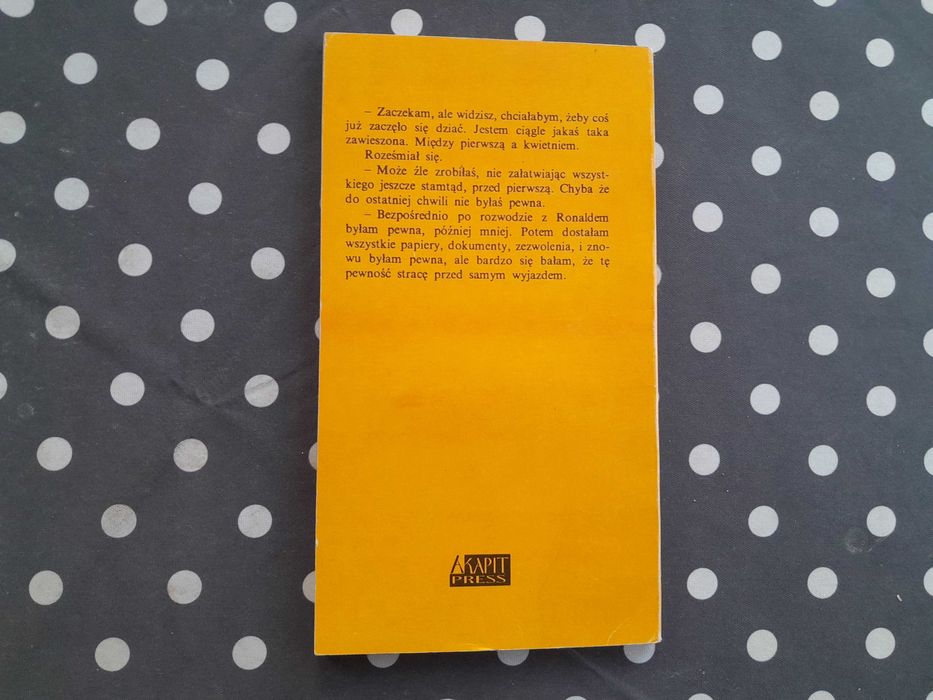 – Zaczekam, ale widzisz, chciałabym, żeby coś
już zaczęło się dziać. Jestem ciągle jakaś taka
zawieszona. Między pierwszą a kwietniem.
Roześmiał się.
– Może źle zrobiłaś, nie załatwiając wszyst-
kiego jeszcze stamtąd, przed pierwszą. Chyba że
do ostatniej chwili nie byłaś pewna.
– Bezpośrednio po rozwodzie z Ronaldem
byłam pewna, później mniej. Potem dostałam
wszystkie papiery, dokumenty, zezwolenia, i zno-
wu byłam pewna, ale bardzo się bałam, że tę
pewność stracę przed samym wyjazdem.
AKAPIT
PRESS